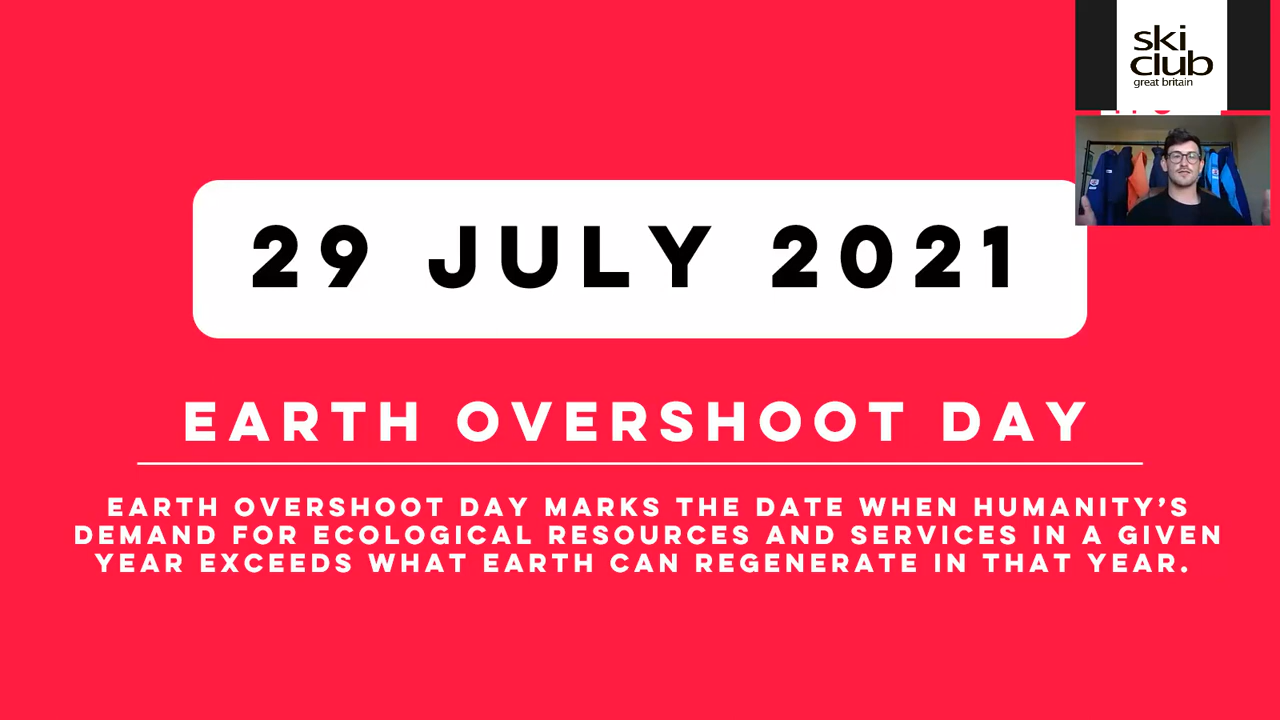 ski
club
great britain
29 JULY 2021
EARTH OVERSHOOT DAY
EARTH OVERSHOOT DAY MARKS THE DATE WHEN HUMANITY'S
DEMAND FOR ECOLOGICAL RESOURCES AND SERVICES IN A GIVEN
YEAR EXCEEDS WHAT EARTH CAN REGENERATE IN THAT YEAR.